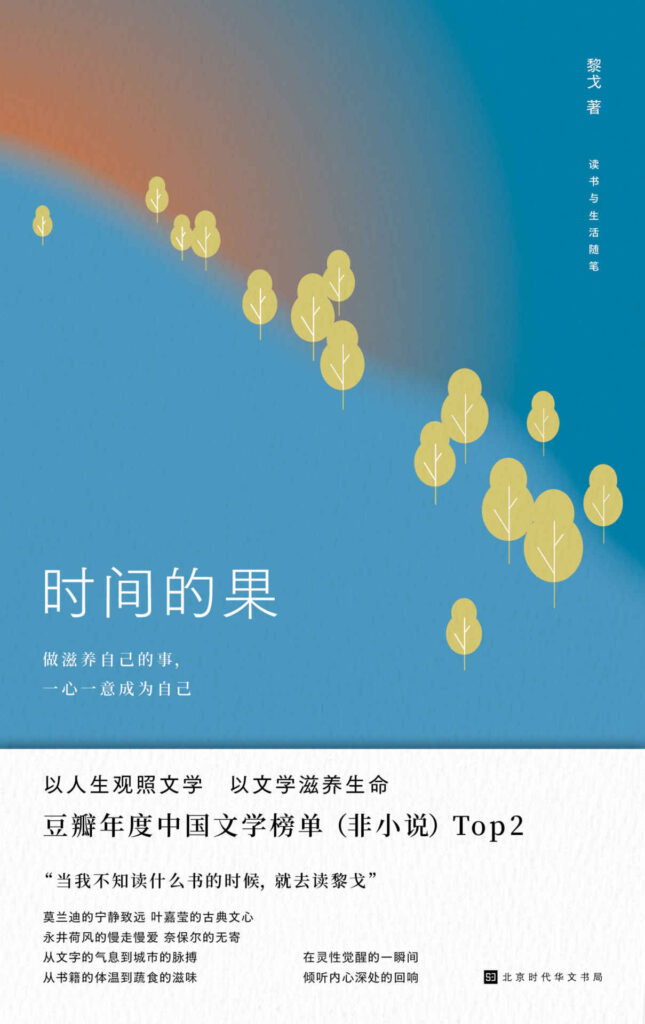 黎戈 著
读书与生活随笔
时间的果
做滋养自己的事,
一心一意成为自己
以人生观照文学 以文学滋养生命
豆瓣年度中国文学榜单（非小说）Top2
“当我不知读什么书的时候, 就去读黎戈”
莫兰迪的宁静致远 叶嘉莹的古典文心
永井荷风的慢走慢爱 奈保尔的无寄
从文字的气息到城市的脉搏
从书籍的体温到蔬食的滋味
在灵性觉醒的一瞬间
倾听内心深处的回响
北京时代华文书局